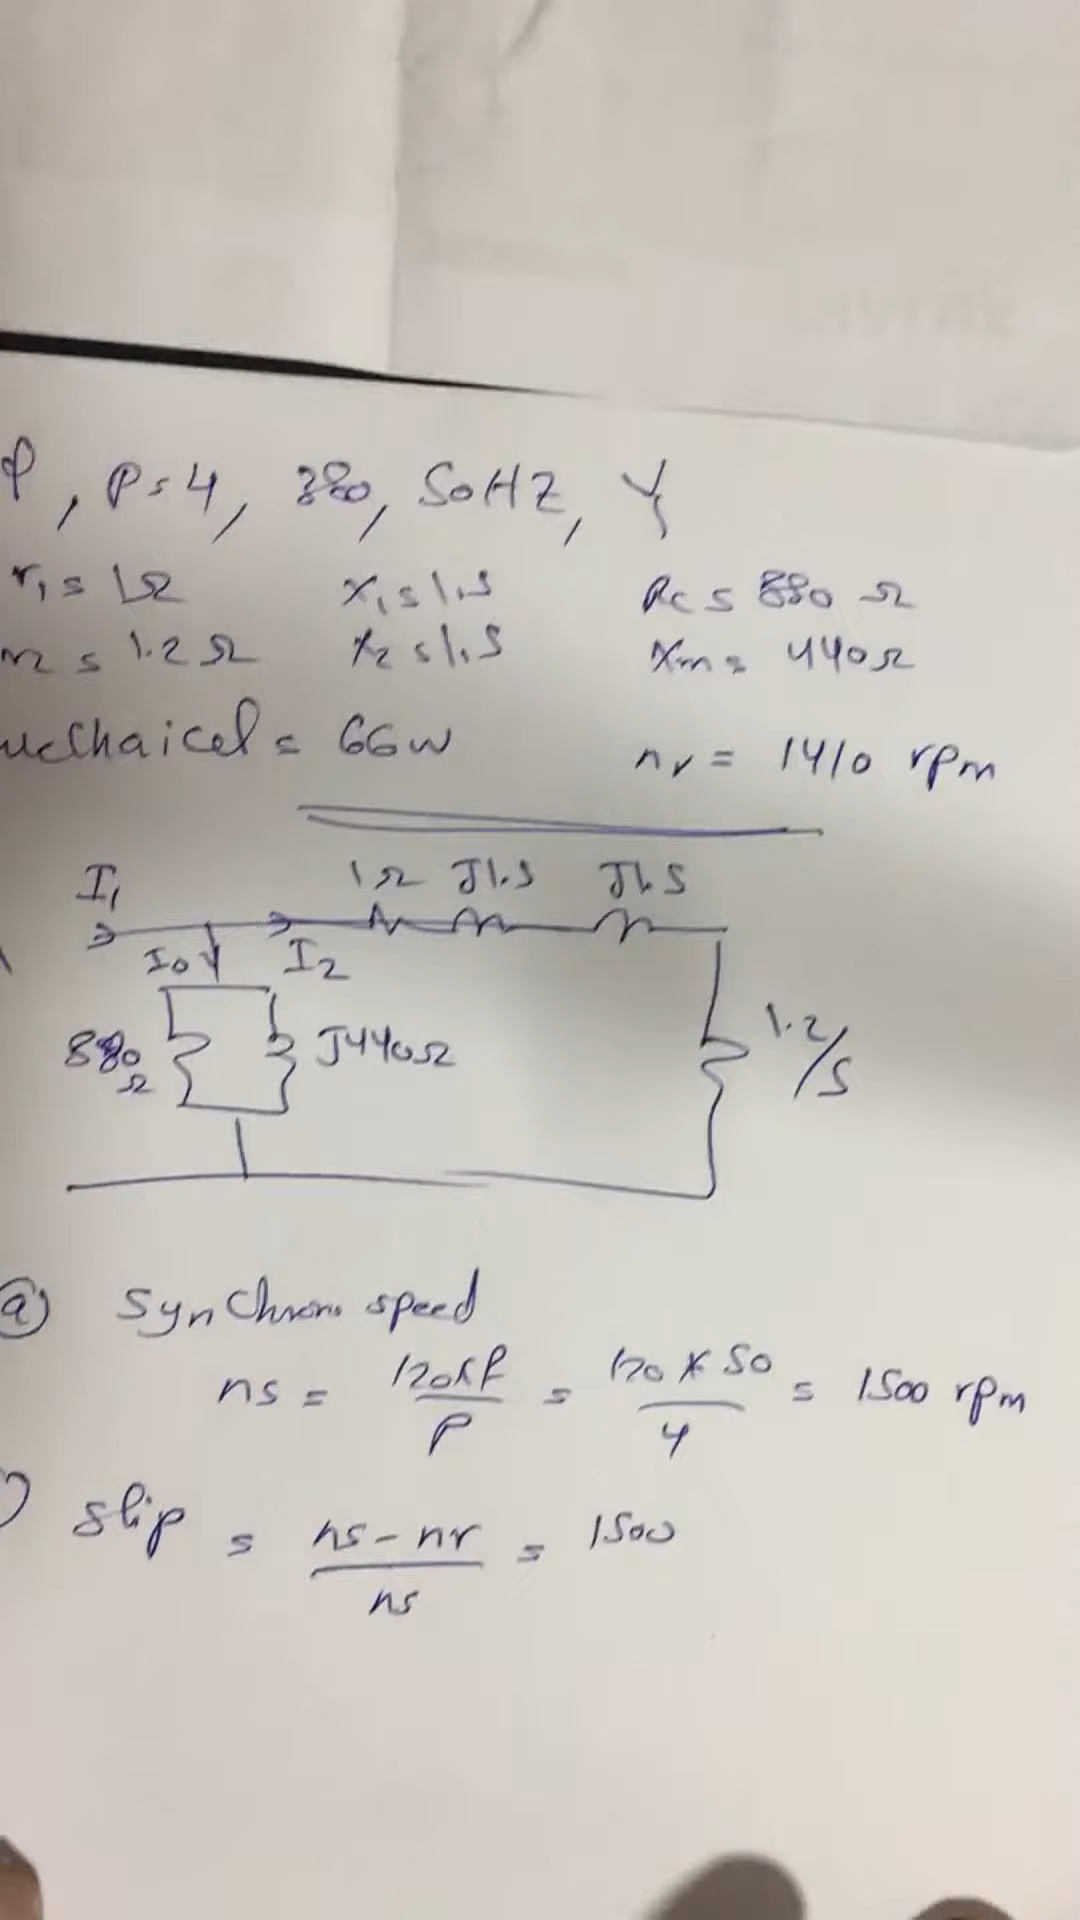 φ, P=4, 380, 50HZ, Y
r1 = 1Ω x1 = 1.5 Rc = 880 Ω
r2 = 1.2Ω x2 = 1.5 Xm = 440Ω
mechaicel = 66w nr = 1410 rpm
I1 1Ω J1.5 J1.5
I0 I2
880 Ω J440Ω 1.2/S
a) Synchron speed
ns = 120×f/P = 120×50/4 = 1500 rpm
) slip = ns-nr/ns = 1500